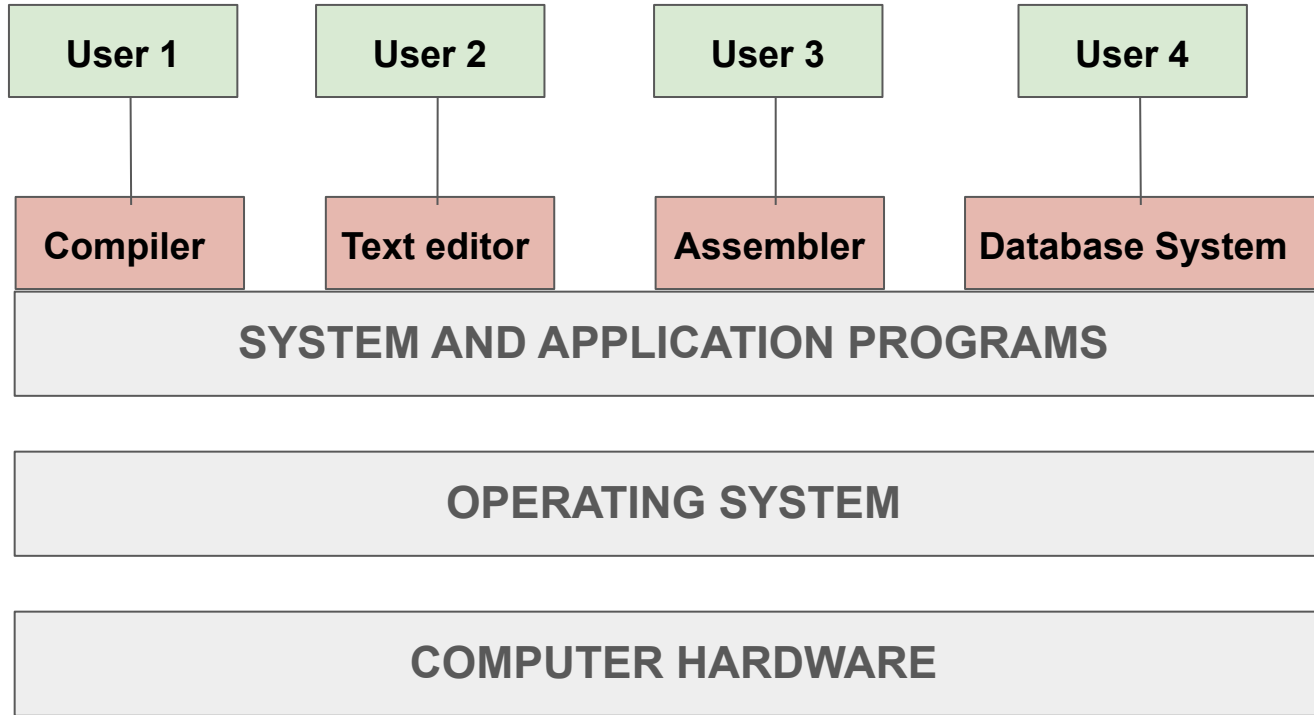 User 1
User 2
User 3
User 4
Compiler
Text editor
Assembler
Database System
SYSTEM AND APPLICATION PROGRAMS
OPERATING SYSTEM
COMPUTER HARDWARE